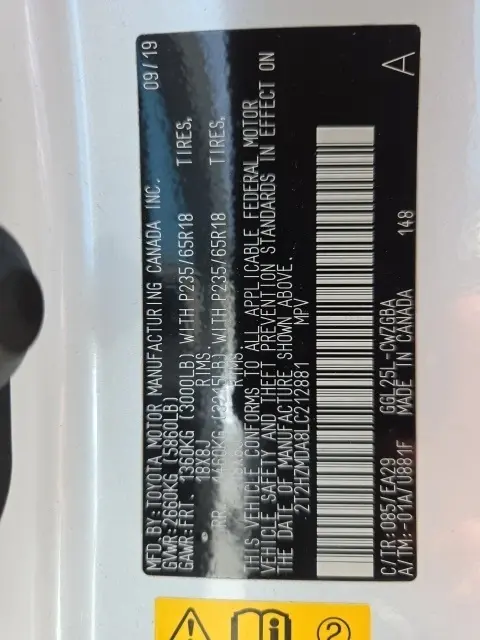 MFD BY:TOYOTA MOTOR MANUFACTURING CANADA INC. 09/19
GVWR:2660KG (5860LB)
GAWR:FRT. 1360KG (3000LB) WITH P235/65R18 TIRES,
18X8J RIMS,
RR. 1460KG (3215LB) WITH P235/65R18 TIRES,
RIMS.
THIS VEHICLE CONFORMS TO ALL APPLICABLE FEDERAL MOTOR
VEHICLE SAFETY AND THEFT PREVENTION STANDARDS IN EFFECT ON
THE DATE OF MANUFACTURE SHOWN ABOVE.
2T2HZMDA8LC212881 MPV
C/TR:085/EA29 GGL25L-CWZGBA A
A/TM:-01A/U881F MADE IN CANADA 148
2